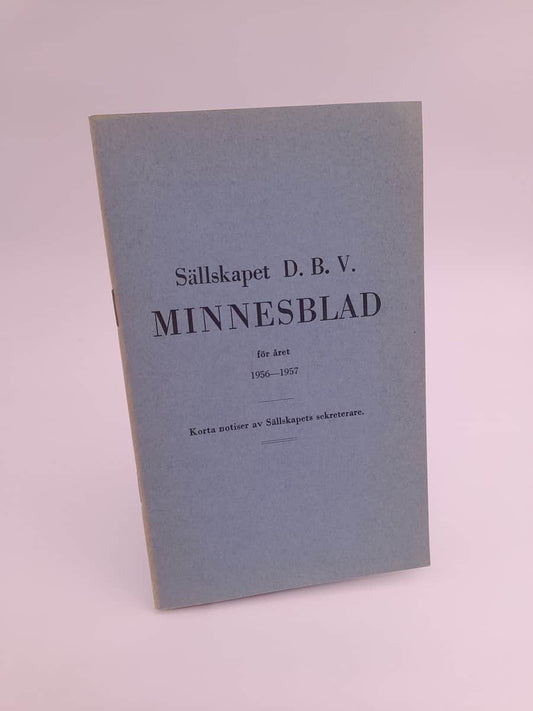 Sällskapet D. B. V.
MINNESBLAD
för året
1956—1957
Korta notiser av Sällskapets sekreterare.